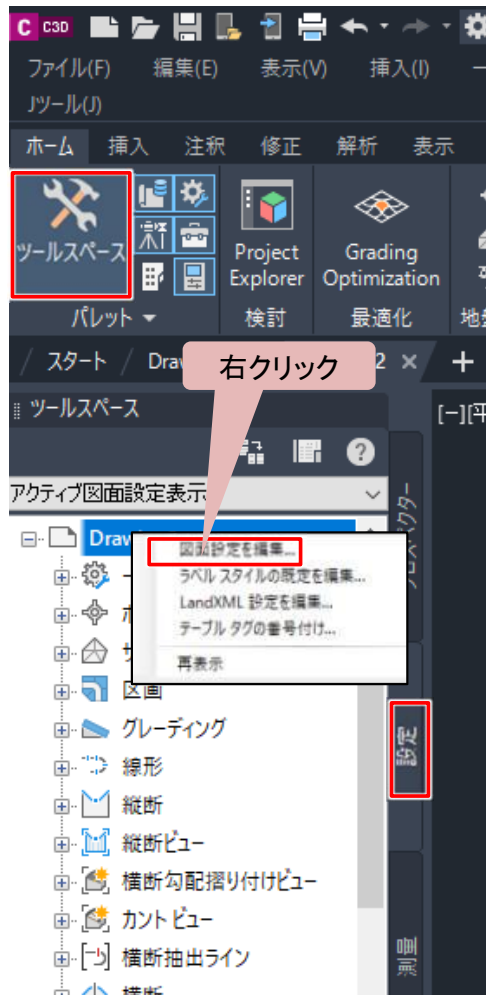 C C3D
ファイル(F) 編集(E) 表示(V) 挿入(I)
Jツール(J)
ホーム 挿入 注釈 修正 解析 表示
ツールスペース
Project Explorer
Grading Optimization
パレット 検討 最適化
スタート Draw 2
右クリック
ツールスペース
アクティブ図面設定表示
Draw
図面設定を編集...
ラベル スタイルの既定を編集...
LandXML 設定を編集...
テーブル タグの番号付け...
再表示
区画
グレーディング
線形
縦断
縦断ビュー
横断勾配摺り付けビュー
カント ビュー
横断抽出ライン
横断
設定
測量